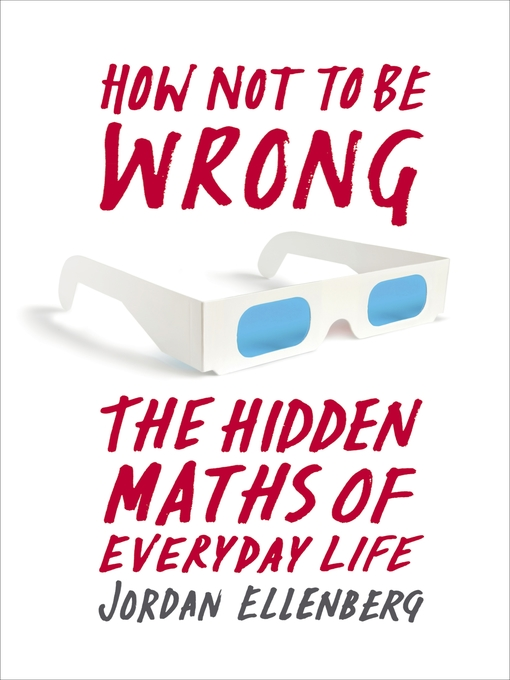 HOW NOT TO BE
WRONG
THE HIDDEN
MATHS OF
EVERYDAY LIFE
JORDAN ELLENBERG